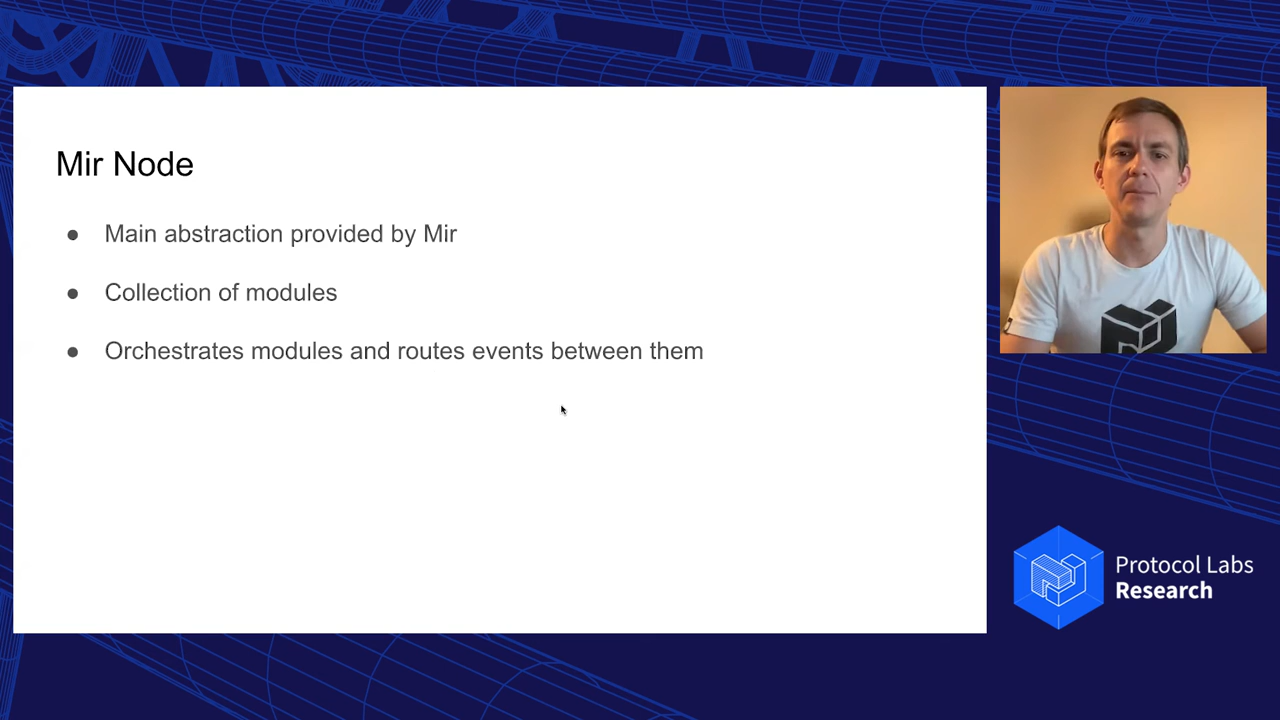 Mir Node
● Main abstraction provided by Mir
● Collection of modules
● Orchestrates modules and routes events between them
Protocol Labs
Research